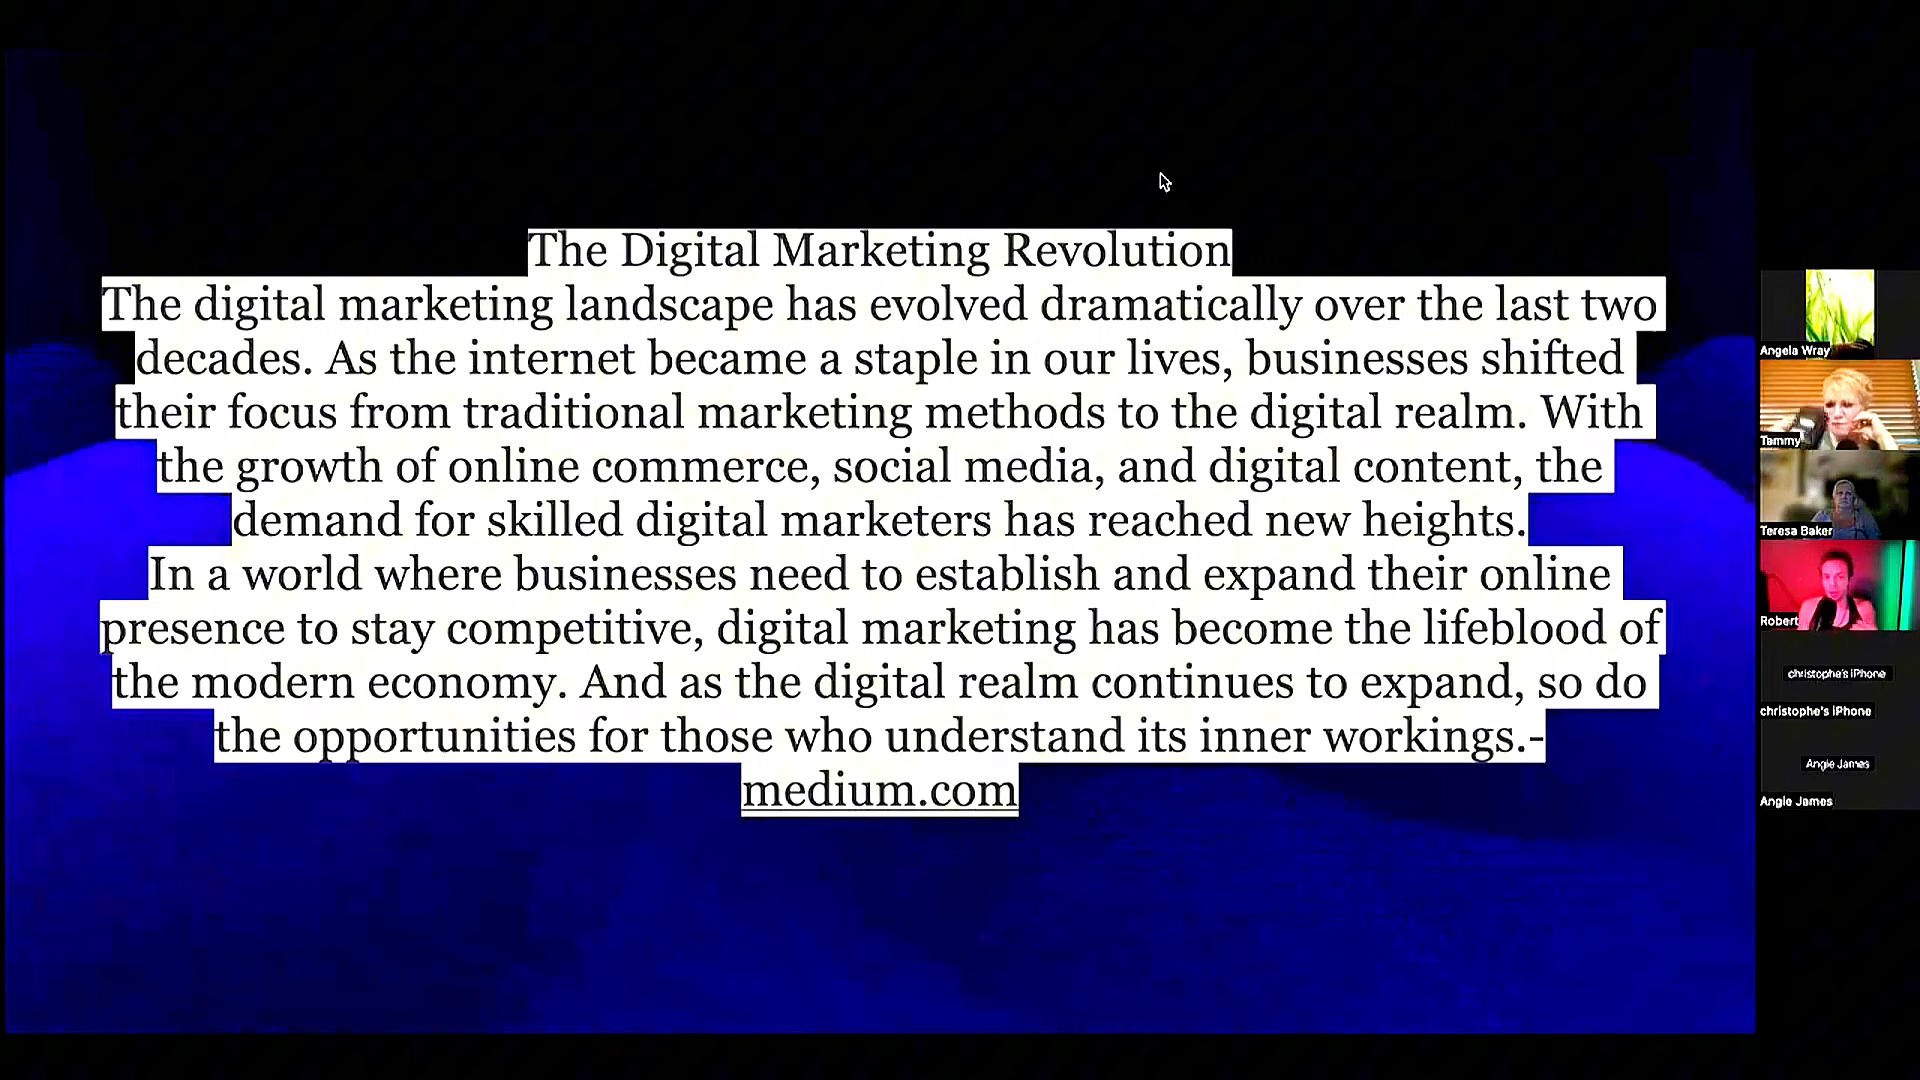 The Digital Marketing Revolution
The digital marketing landscape has evolved dramatically over the last two
decades. As the internet became a staple in our lives, businesses shifted
their focus from traditional marketing methods to the digital realm. With
the growth of online commerce, social media, and digital content, the
demand for skilled digital marketers has reached new heights.
In a world where businesses need to establish and expand their online
presence to stay competitive, digital marketing has become the lifeblood of
the modern economy. And as the digital realm continues to expand, so do
the opportunities for those who understand its inner workings.-
medium.com
Angela Wray
Tammy
Teresa Baker
Robert
christophe's iPhone
christophe's iPhone
Angie James
Angie James